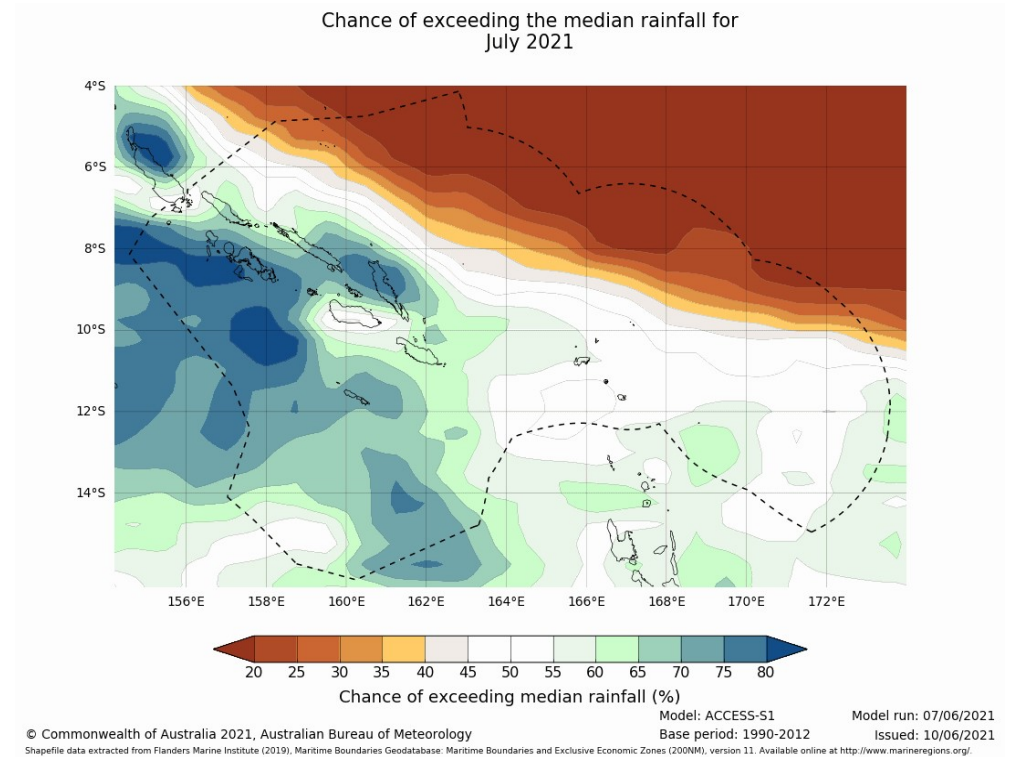 Chance of exceeding the median rainfall for
July 2021
4°S
6°S
8°S
10°S
12°S
14°S
156°E 158°E 160°E 162°E 164°E 166°E 168°E 170°E 172°E
20 25 30 35 40 45 50 55 60 65 70 75 80
Chance of exceeding median rainfall (%)
Model: ACCESS-S1 Model run: 07/06/2021
© Commonwealth of Australia 2021, Australian Bureau of Meteorology Base period: 1990-2012 Issued: 10/06/2021
Shapefile data extracted from Flanders Marine Institute (2019), Maritime Boundaries Geodatabase: Maritime Boundaries and Exclusive Economic Zones (200NM), version 11. Available online at http://www.marineregions.org/.